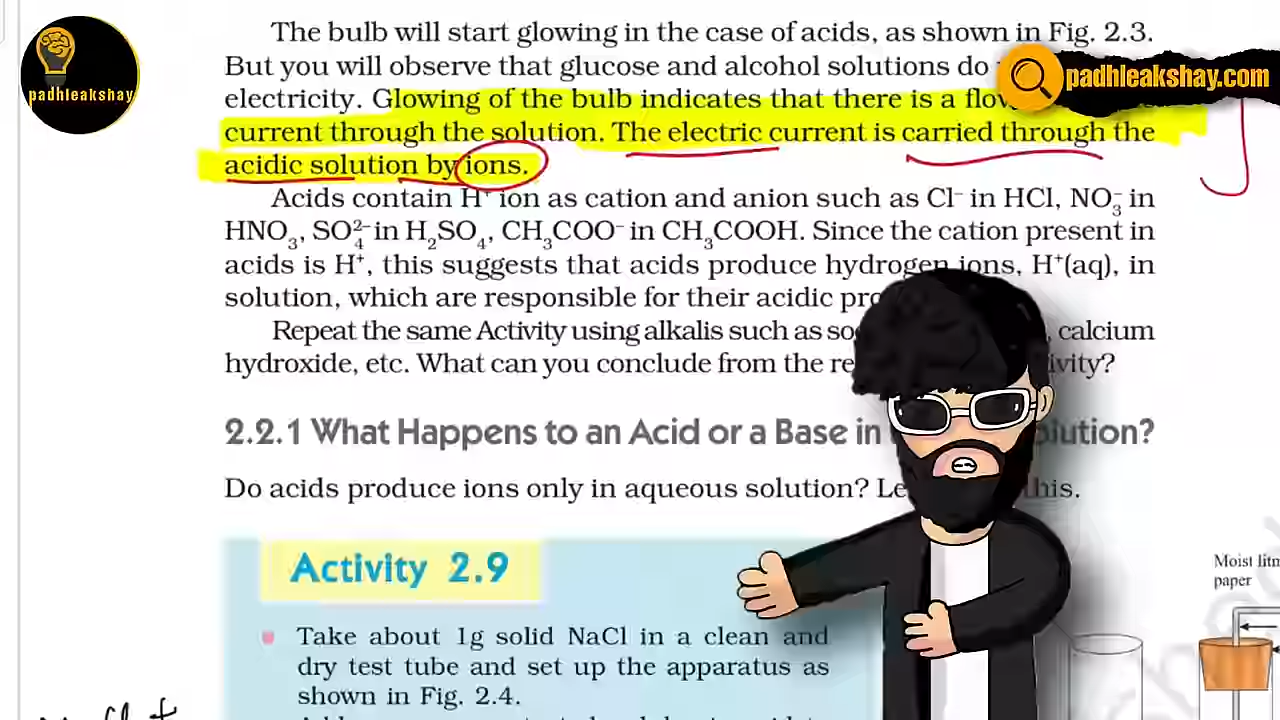 The bulb will start glowing in the case of acids, as shown in Fig. 2.3.
But you will observe that glucose and alcohol solutions do
electricity. Glowing of the bulb indicates that there is a
current through the solution. The electric current is carried through the
acidic solution by ions.
Acids contain H⁺ ion as cation and anion such as Cl⁻ in HCl, NO₃⁻ in
HNO₃, SO₄²⁻ in H₂SO₄, CH₃COO⁻ in CH₃COOH. Since the cation present in
acids is H⁺, this suggests that acids produce hydrogen ions, H⁺(aq), in
solution, which are responsible for their acidic
Repeat the same Activity using alkalis such as calcium
hydroxide, etc. What can you conclude from the
2.2.1 What Happens to an Acid or a Base in
Do acids produce ions only in aqueous solution? this.
Activity 2.9
Take about 1g solid NaCl in a clean and
dry test tube and set up the apparatus as
shown in Fig. 2.4.
Moist
paper
padhleakshay
padhleakshay.com